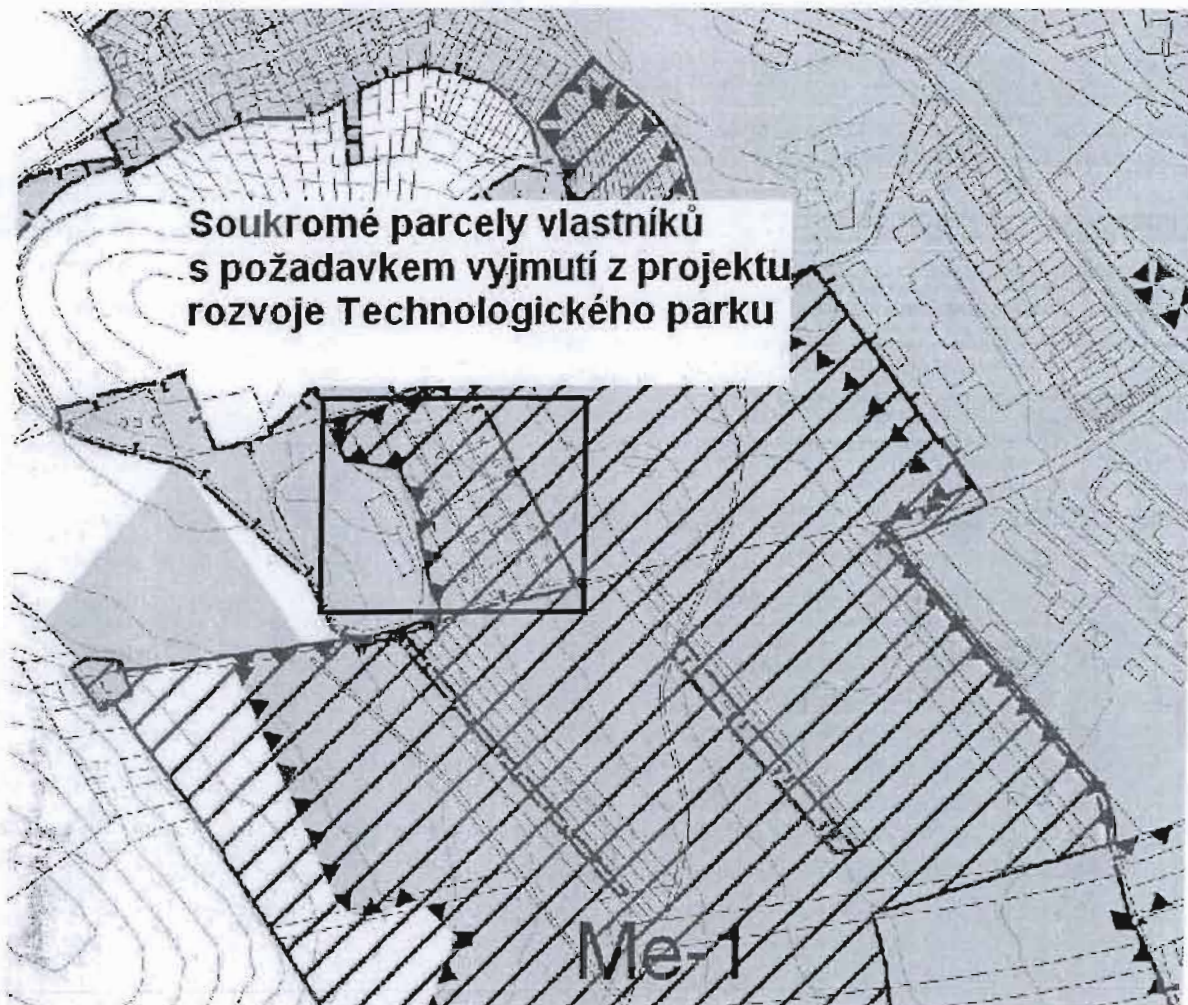 Soukromé parcely vlastníků
s požadavkem vyjmutí z projektu
rozvoje Technologického parku
Me-1